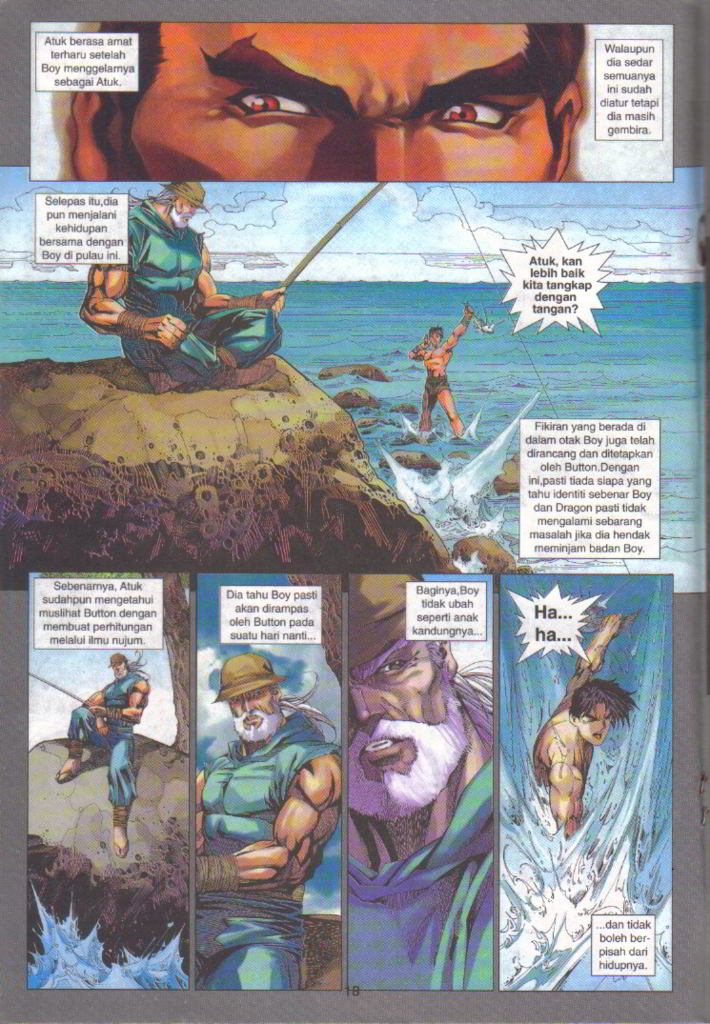 Atuk berasa amat
terharu setelah
Boy menggelarnya
sebagai Atuk.
Walaupun
dia sedar
semuanya
ini sudah
diatur tetapi
dia masih
gembira.
Selepas itu,dia
pun menjalani
kehidupan
bersama dengan
Boy di pulau ini.
Atuk, kan
lebih baik
kita tangkap
dengan
tangan?
Fikiran yang berada di
dalam otak Boy juga telah
dirancang dan ditetapkan
oleh Button.Dengan
ini,pasti tiada siapa yang
tahu identiti sebenar Boy
dan Dragon pasti tidak
mengalami sebarang
masalah jika dia hendak
meminjam badan Boy.
Sebenarnya, Atuk
sudahpun mengetahui
muslihat Button dengan
membuat perhitungan
melalui ilmu nujum.
Dia tahu Boy pasti
akan dirampas
oleh Button pada
suatu hari nanti...
Baginya,Boy
tidak ubah
seperti anak
kandungnya...
Ha...
ha...
...dan tidak
boleh ber-
pisah dari
hidupnya.
18